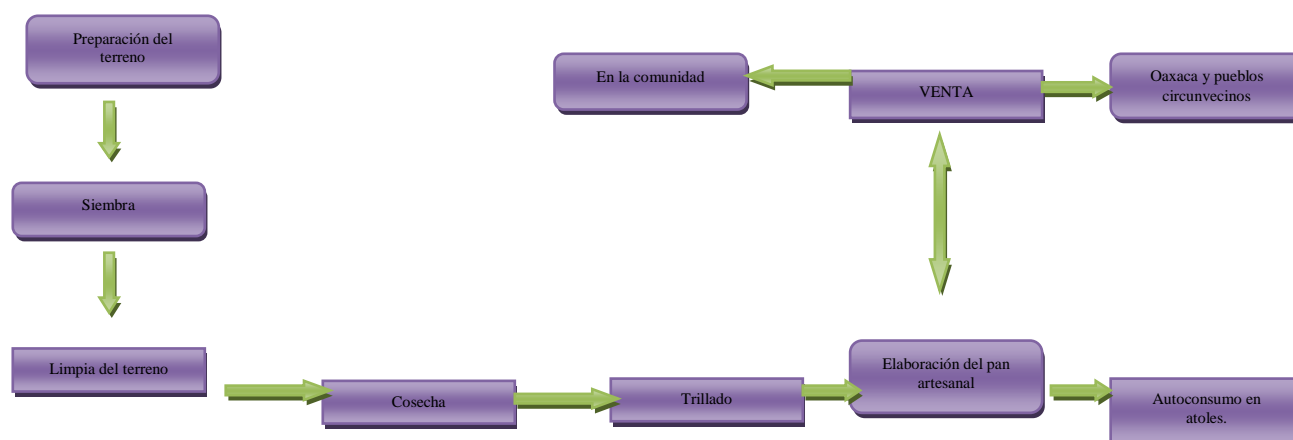 Preparación del
terreno
Siembra
Limpia del terreno
Cosecha
Trillado
Elaboración del pan
artesanal
Autoconsumo en
atoles.
VENTA
En la comunidad
Oaxaca y pueblos
circunvecinos